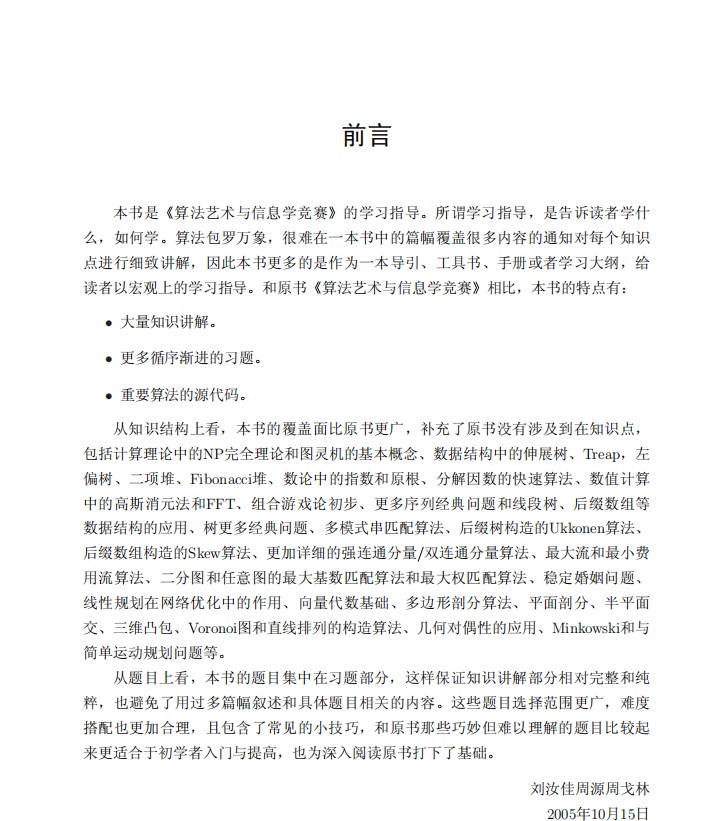 前言
本书是《算法艺术与信息学竞赛》的学习指导。所谓学习指导，是告诉读者学什
么，如何学。算法包罗万象，很难在一本书中的篇幅覆盖很多内容的通知对每个知识
点进行细致讲解，因此本书更多的是作为一本导引、工具书、手册或者学习大纲，给
读者以宏观上的学习指导。和原书《算法艺术与信息学竞赛》相比，本书的特点有：
• 大量知识讲解。
• 更多循序渐进的习题。
• 重要算法的源代码。
从知识结构上看，本书的覆盖面比原书更广，补充了原书没有涉及到在知识点，
包括计算理论中的NP完全理论和图灵机的基本概念、数据结构中的伸展树、Treap，左
偏树、二项堆、Fibonacci堆、数论中的指数和原根、分解因数的快速算法、数值计算
中的高斯消元法和FFT、组合游戏论初步、更多序列经典问题和线段树、后缀数组等
数据结构的应用、树更多经典问题、多模式串匹配算法、后缀树构造的Ukkonen算法、
后缀数组构造的Skew算法、更加详细的强连通分量/双连通分量算法、最大流和最小费
用流算法、二分图和任意图的最大基数匹配算法和最大权匹配算法、稳定婚姻问题、
线性规划在网络优化中的作用、向量代数基础、多边形剖分算法、平面剖分、半平面
交、三维凸包、Voronoi图和直线排列的构造算法、几何对偶性的应用、Minkowski和与
简单运动规划问题等。
从题目上看，本书的题目集中在习题部分，这样保证知识讲解部分相对完整和纯
粹，也避免了用过多篇幅叙述和具体题目相关的内容。这些题目选择范围更广，难度
搭配也更加合理，且包含了常见的小技巧，和原书那些巧妙但难以理解的题目比较起
来更适合于初学者入门与提高，也为深入阅读原书打下了基础。
刘汝佳周源周戈林
2005年10月15日